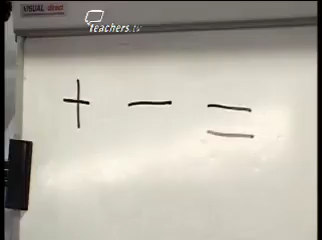 VISUAL direct
teachers.tv
+ − =